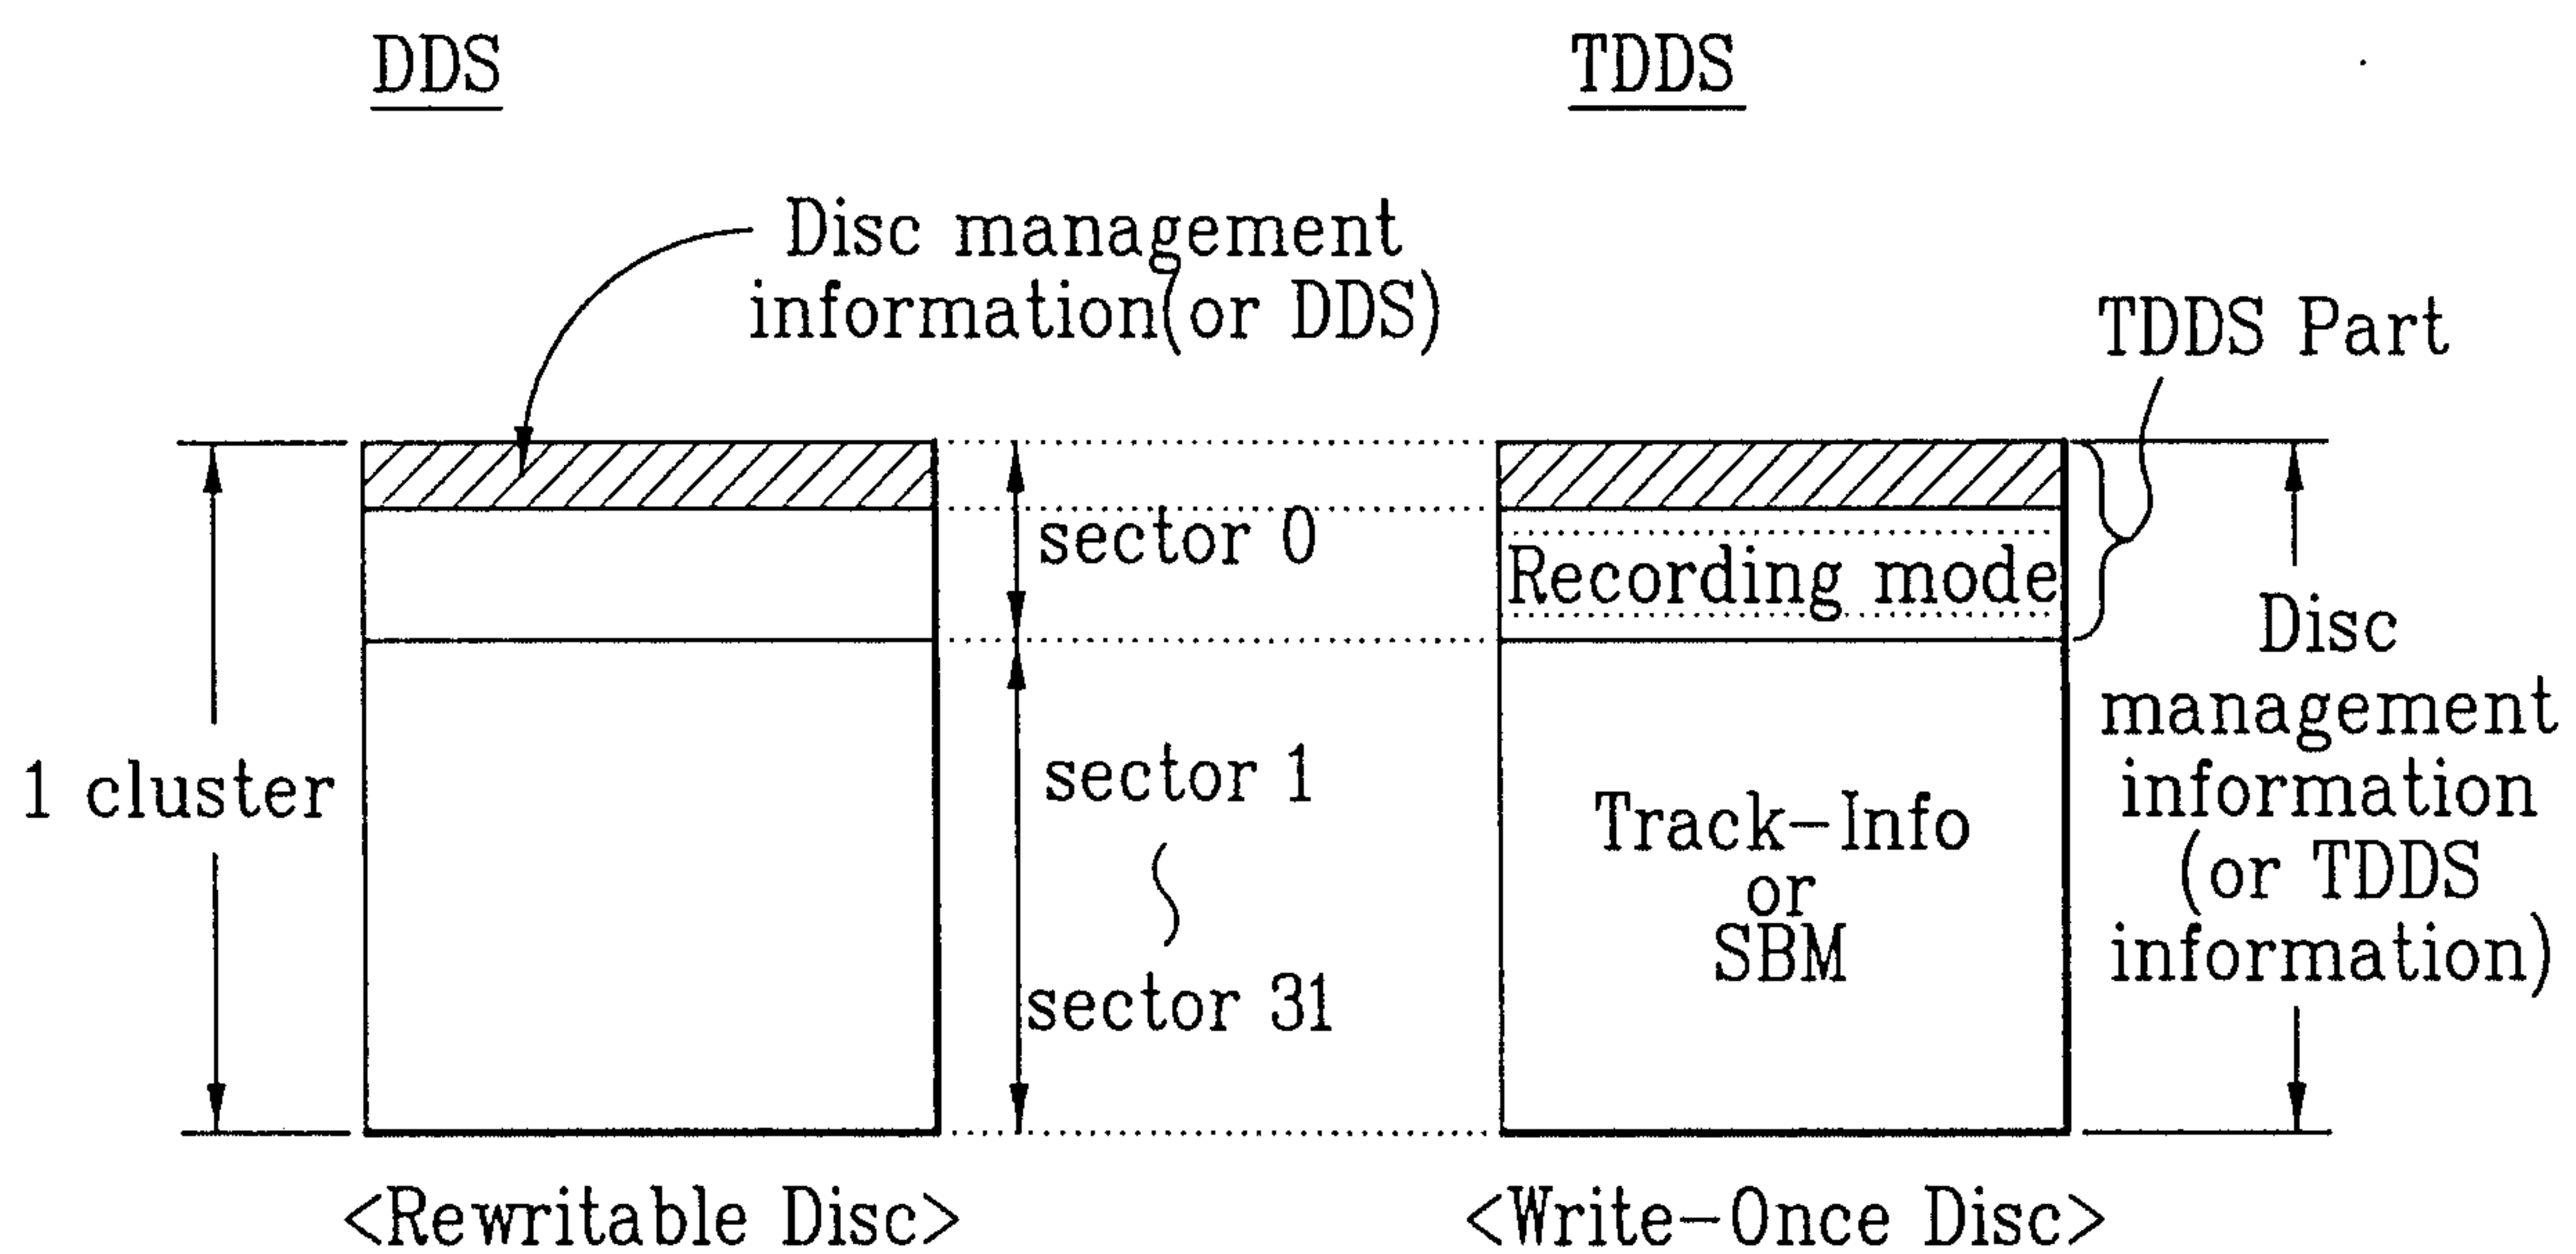 DDS
TDDS
Disc management
information(or DDS)
TDDS Part
sector 0
Recording mode
1 cluster
sector 1
sector 31
Track-Info
or
SBM
Disc
management
information
(or TDDS
information)
<Rewritable Disc>
<Write-Once Disc>